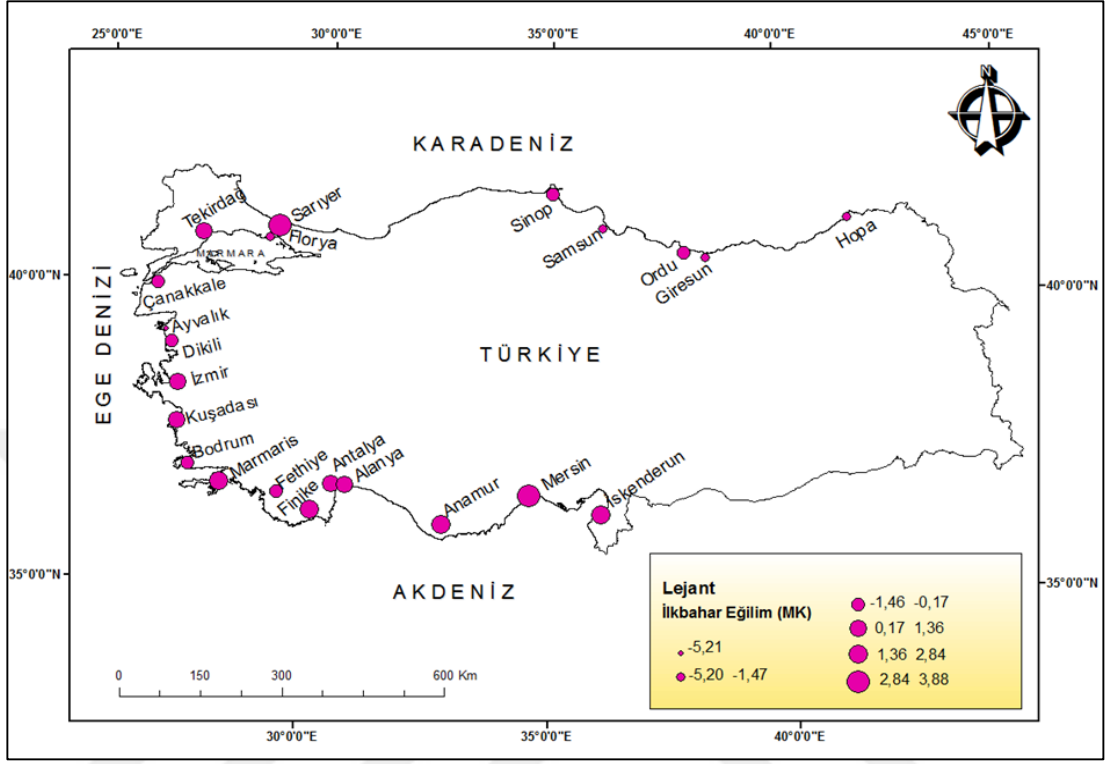 25°0'0"E 30°0'0"E 35°0'0"E 40°0'0"E 45°0'0"E
N
KARADENİZ
Tekirdağ
Sarıyer
Florya
MARMARA
Sinop
Samsun
Ordu
Giresun
Hopa
40°0'0"N 40°0'0"N
EGE DENİZİ
Çanakkale
Ayvalık
Dikili
TÜRKİYE
İzmir
Kuşadası
Bodrum
Marmaris
Fethiye
Finike
Antalya
Alanya
Anamur
Mersin
İskenderun
35°0'0"N 35°0'0"N
AKDENİZ
Lejant
İlkbahar Eğilim (MK)
-5,21
-5,20 -1,47
-1,46 -0,17
0,17 1,36
1,36 2,84
2,84 3,88
0 150 300 600 Km
30°0'0"E 35°0'0"E 40°0'0"E